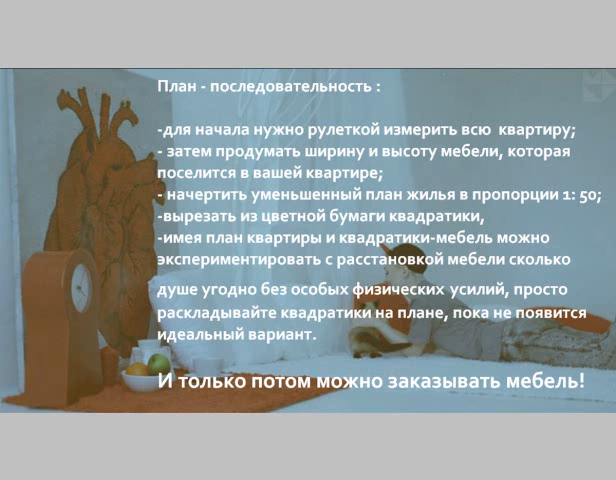 План - последовательность :
-для начала нужно рулеткой измерить всю квартиру;
- затем продумать ширину и высоту мебели, которая
поселится в вашей квартире;
- начертить уменьшенный план жилья в пропорции 1: 50;
-вырезать из цветной бумаги квадратики,
-имея план квартиры и квадратики-мебель можно
экспериментировать с расстановкой мебели сколько
душе угодно без особых физических усилий, просто
раскладывайте квадратики на плане, пока не появится
идеальный вариант.
И только потом можно заказывать мебель!